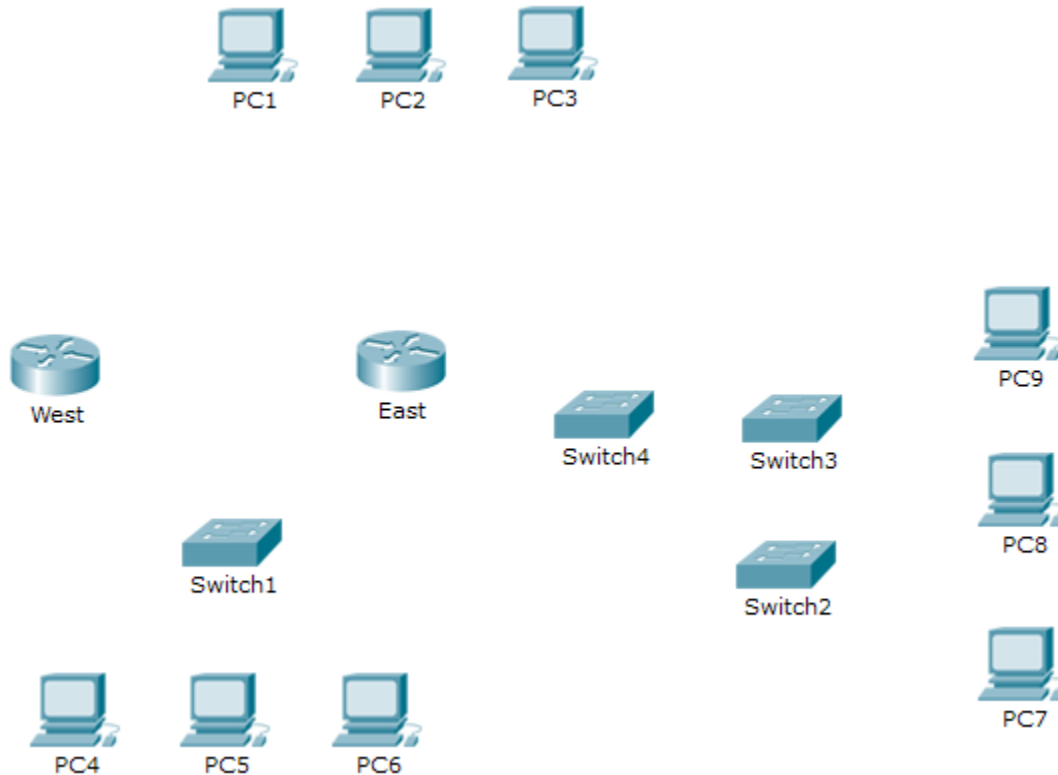 PC1 PC2 PC3
PC9
West East
Switch4 Switch3
PC8
Switch1
Switch2
PC7
PC4 PC5 PC6